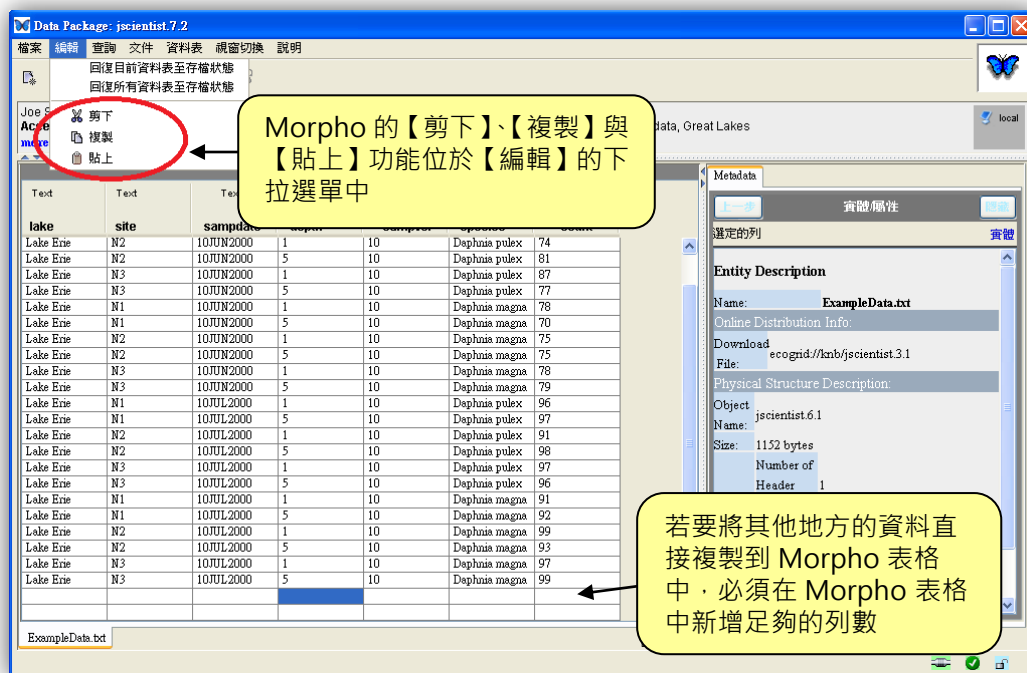 Data Package: jscientist.7.2
檔案 編輯 查詢 文件 資料表 視窗切換 說明
回復目前資料表至存檔狀態
回復所有資料表至存檔狀態
剪下
複製
貼上
Joe S
Acce
more
data, Great Lakes
local
Morpho 的【剪下】、【複製】與
【貼上】功能位於【編輯】的下
拉選單中
Text Text Tex
lake site sampdate depth samplevol species count
Lake Erie N2 10JUN2000 1 10 Daphnia pulex 74
Lake Erie N2 10JUN2000 5 10 Daphnia pulex 81
Lake Erie N3 10JUN2000 1 10 Daphnia pulex 87
Lake Erie N3 10JUN2000 5 10 Daphnia pulex 77
Lake Erie N1 10JUN2000 1 10 Daphnia magna 78
Lake Erie N1 10JUN2000 5 10 Daphnia magna 70
Lake Erie N2 10JUN2000 1 10 Daphnia magna 75
Lake Erie N2 10JUN2000 5 10 Daphnia magna 75
Lake Erie N3 10JUN2000 1 10 Daphnia magna 78
Lake Erie N3 10JUN2000 5 10 Daphnia magna 79
Lake Erie N1 10JUL2000 1 10 Daphnia pulex 96
Lake Erie N1 10JUL2000 5 10 Daphnia pulex 97
Lake Erie N2 10JUL2000 1 10 Daphnia pulex 91
Lake Erie N2 10JUL2000 5 10 Daphnia pulex 98
Lake Erie N3 10JUL2000 1 10 Daphnia pulex 97
Lake Erie N3 10JUL2000 5 10 Daphnia pulex 96
Lake Erie N1 10JUL2000 1 10 Daphnia magna 91
Lake Erie N1 10JUL2000 5 10 Daphnia magna 92
Lake Erie N2 10JUL2000 1 10 Daphnia magna 99
Lake Erie N2 10JUL2000 5 10 Daphnia magna 93
Lake Erie N3 10JUL2000 1 10 Daphnia magna 97
Lake Erie N3 10JUL2000 5 10 Daphnia magna 99
ExampleData.txt
Metadata
上一步 實體/屬性 隱藏
選定的列 實體
Entity Description
Name: ExampleData.txt
Online Distribution Info:
Download
File: ecogrid://knb/jscientist.3.1
Physical Structure Description:
Object
Name: jscientist.6.1
Size: 1152 bytes
Number of
Header 1
若要將其他地方的資料直
接複製到 Morpho 表格
中，必須在 Morpho 表格
中新增足夠的列數